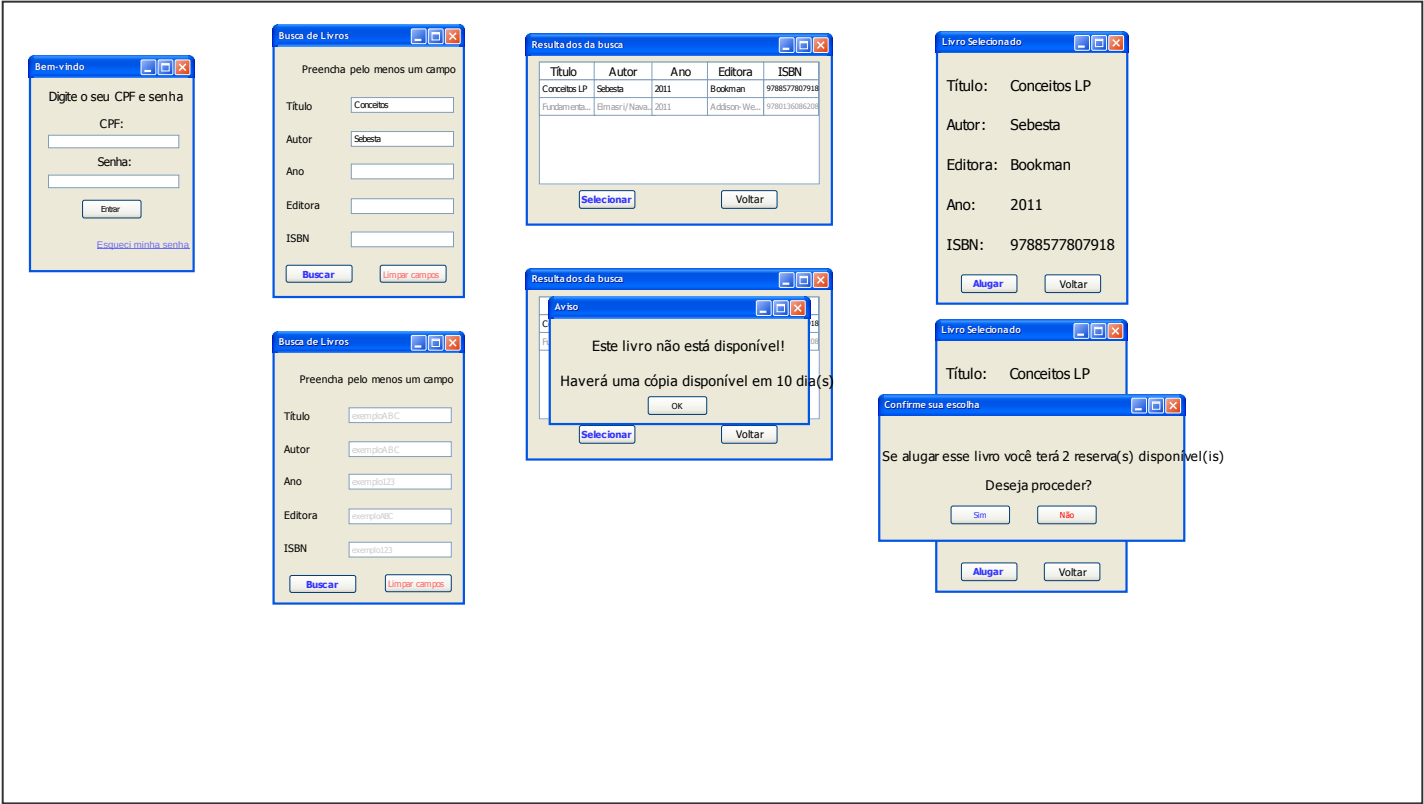 Bem-vindo
Digite o seu CPF e senha
CPF:
Senha:
Entrar
Esqueci minha senha
Busca de Livros
Preencha pelo menos um campo
Título Conceitos
Autor Sebesta
Ano
Editora
ISBN
Buscar Limpar campos
Busca de Livros
Preencha pelo menos um campo
Título exemploABC
Autor exemploABC
Ano exemplo123
Editora exemploABC
ISBN exemplo123
Buscar Limpar campos
Resultados da busca
Título Autor Ano Editora ISBN
Conceitos LP Sebesta 2011 Bookman 9788577807918
Fundamenta... Elmasri/Nava... 2011 Addison-We... 9780136086208
Selecionar Voltar
Resultados da busca
Aviso
Este livro não está disponível!
Haverá uma cópia disponível em 10 dia(s)
OK
Selecionar Voltar
Livro Selecionado
Título: Conceitos LP
Autor: Sebesta
Editora: Bookman
Ano: 2011
ISBN: 9788577807918
Alugar Voltar
Livro Selecionado
Título: Conceitos LP
Confirme sua escolha
Se alugar esse livro você terá 2 reserva(s) disponível(is)
Deseja proceder?
Sim Não
Alugar Voltar